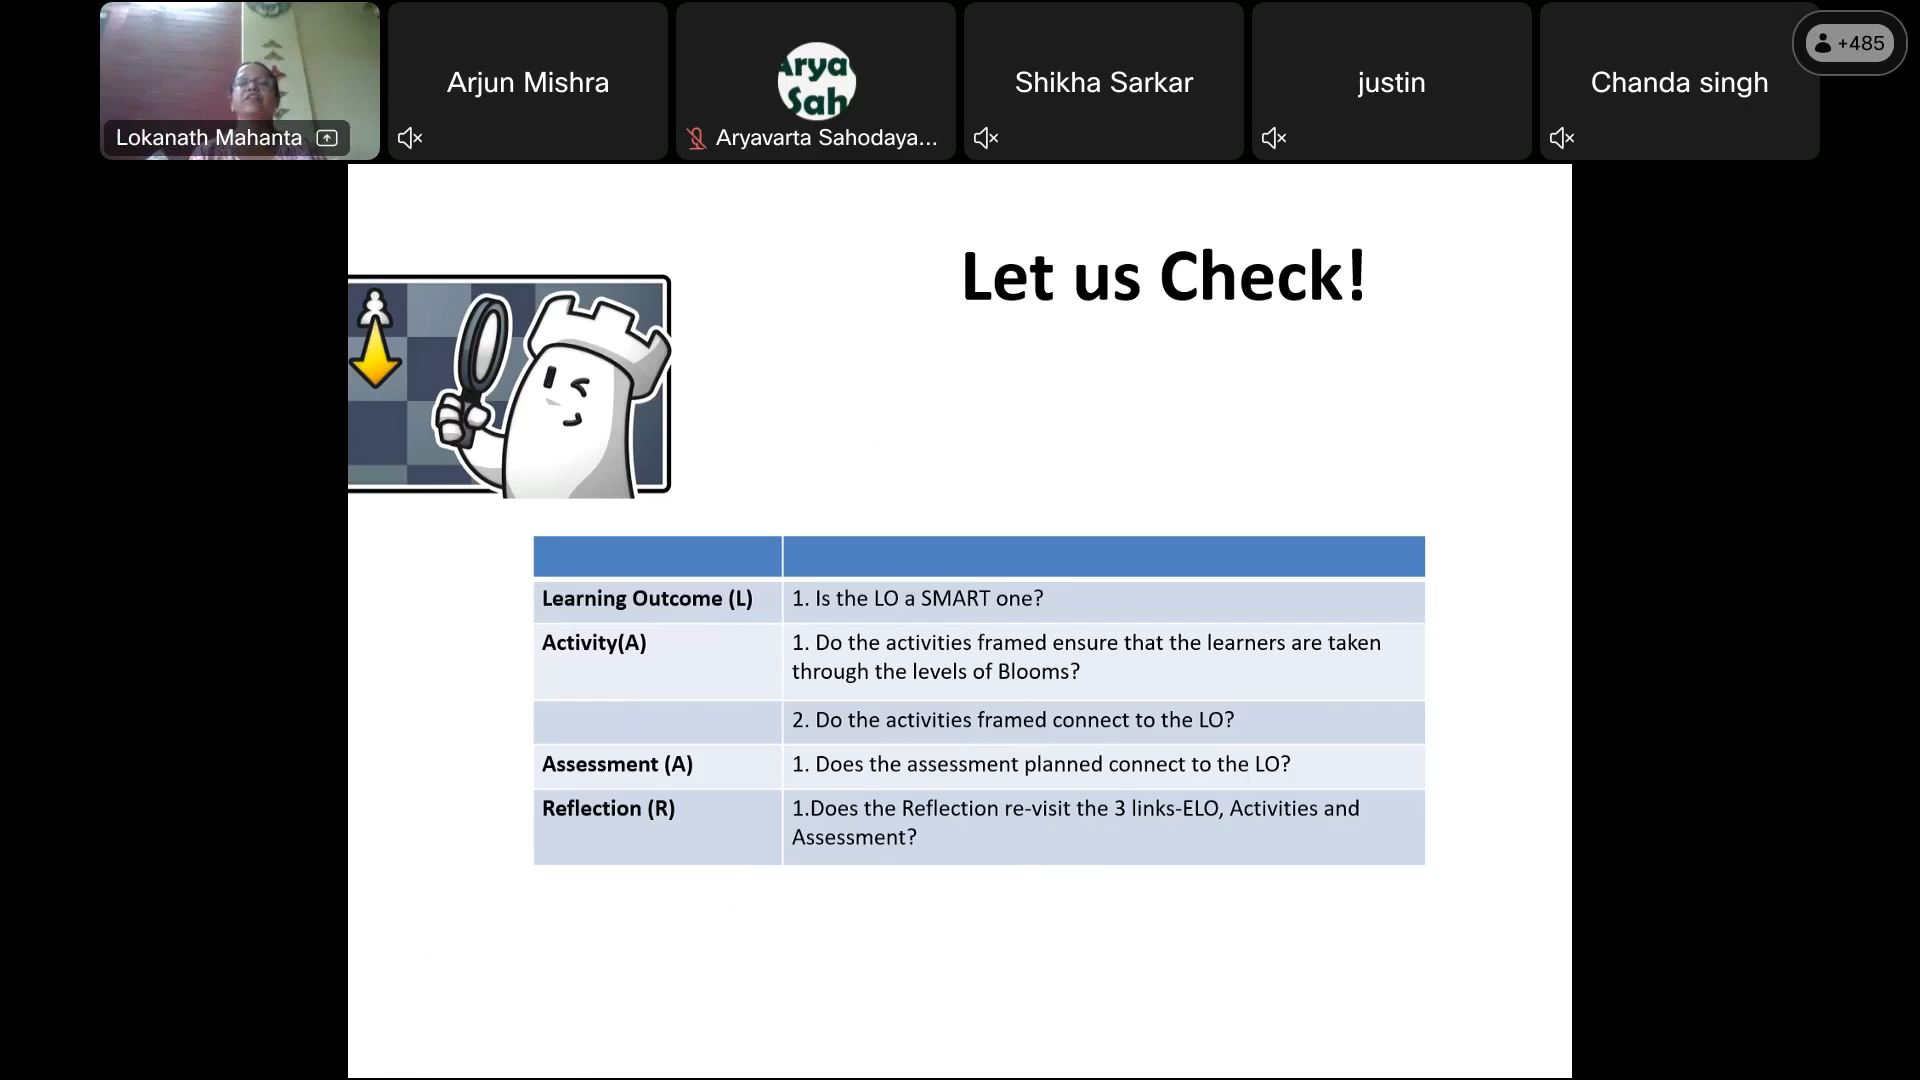 +485
Lokanath Mahanta
Arjun Mishra
Arya
Sah
Aryavarta Sahodaya...
Shikha Sarkar
justin
Chanda singh
Let us Check!
Learning Outcome (L)
1. Is the LO a SMART one?
Activity(A)
1. Do the activities framed ensure that the learners are taken
through the levels of Blooms?
2. Do the activities framed connect to the LO?
Assessment (A)
1. Does the assessment planned connect to the LO?
Reflection (R)
1.Does the Reflection re-visit the 3 links-ELO, Activities and
Assessment?